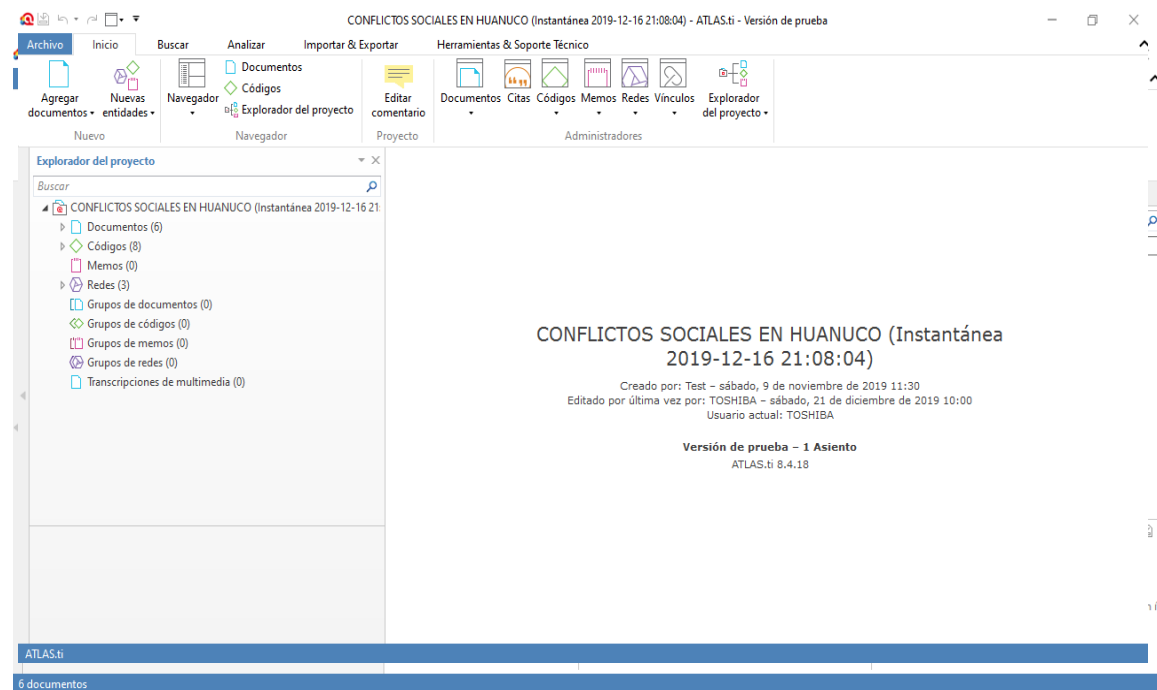 CONFLICTOS SOCIALES EN HUANUCO (Instantánea 2019-12-16 21:08:04) - ATLAS.ti - Versión de prueba
Archivo Inicio Buscar Analizar Importar & Exportar Herramientas & Soporte Técnico
Agregar documentos
Nuevas entidades
Nuevo
Navegador
Documentos
Códigos
Explorador del proyecto
Navegador
Editar comentario
Proyecto
Documentos Citas Códigos Memos Redes Vínculos Explorador del proyecto
Administradores
Explorador del proyecto
Buscar
CONFLICTOS SOCIALES EN HUANUCO (Instantánea 2019-12-16 21:
Documentos (6)
Códigos (8)
Memos (0)
Redes (3)
Grupos de documentos (0)
Grupos de códigos (0)
Grupos de memos (0)
Grupos de redes (0)
Transcripciones de multimedia (0)
CONFLICTOS SOCIALES EN HUANUCO (Instantánea
2019-12-16 21:08:04)
Creado por: Test – sábado, 9 de noviembre de 2019 11:30
Editado por última vez por: TOSHIBA – sábado, 21 de diciembre de 2019 10:00
Usuario actual: TOSHIBA
Versión de prueba – 1 Asiento
ATLAS.ti 8.4.18
ATLAS.ti
6 documentos